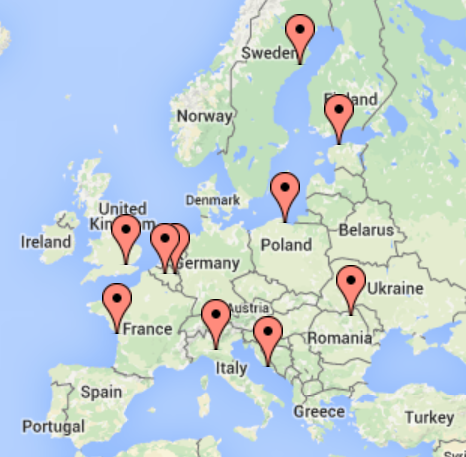 Sweden
Finland
Norway
Denmark
United
Kingdom
Ireland
Belarus
Poland
Germany
Ukraine
Austria
France
Romania
Italy
Spain
Greece
Turkey
Portugal